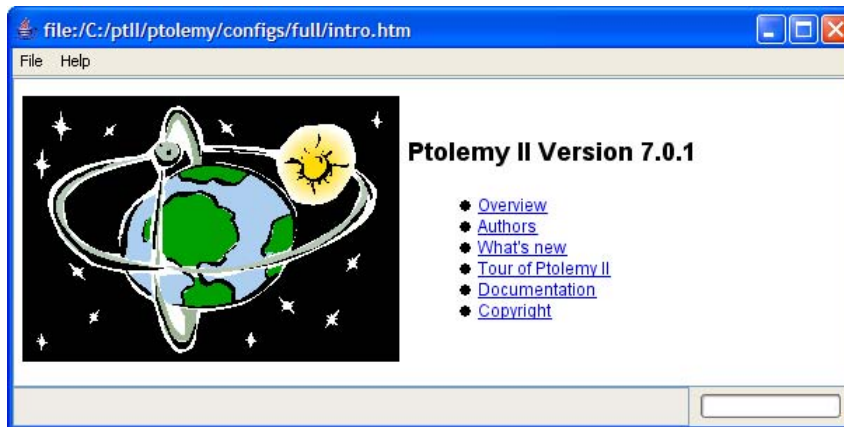 file:/C:/ptII/ptolemy/configs/full/intro.htm
File Help
Ptolemy II Version 7.0.1
Overview
Authors
What's new
Tour of Ptolemy II
Documentation
Copyright